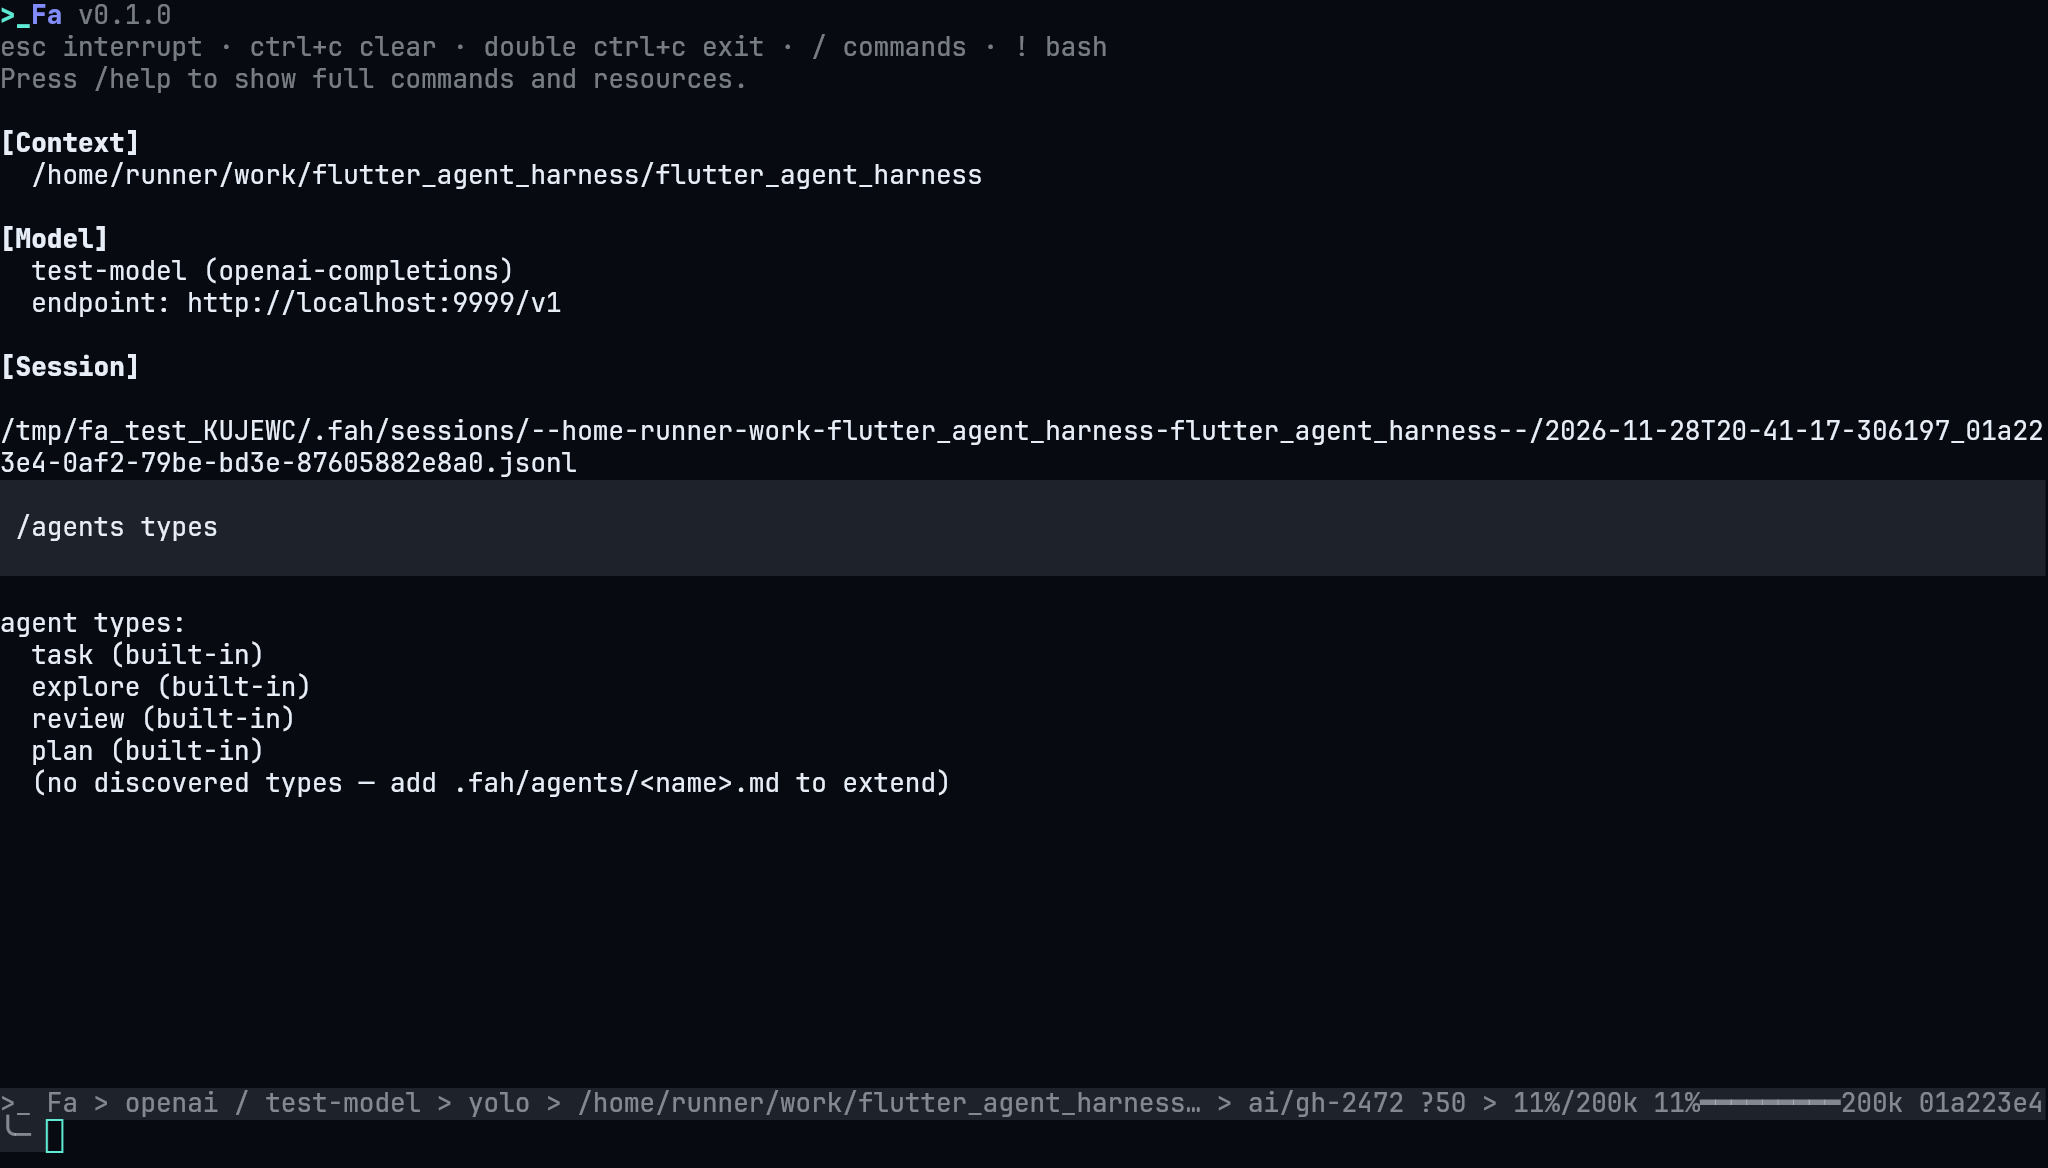 >_Fa v0.1.0
esc interrupt · ctrl+c clear · double ctrl+c exit · / commands · ! bash
Press /help to show full commands and resources.
[Context]
  /home/runner/work/flutter_agent_harness/flutter_agent_harness
[Model]
  test-model (openai-completions)
  endpoint: http://localhost:9999/v1
[Session]
/tmp/fa_test_KUJEWC/.fah/sessions/--home-runner-work-flutter_agent_harness-flutter_agent_harness--/2026-11-28T20-41-17-306197_01a22
3e4-0af2-79be-bd3e-87605882e8a0.jsonl
/agents types
agent types:
  task (built-in)
  explore (built-in)
  review (built-in)
  plan (built-in)
  (no discovered types — add .fah/agents/<name>.md to extend)
>_ Fa > openai / test-model > yolo > /home/runner/work/flutter_agent_harness… > ai/gh-2472 ?50 > 11%/200k 11%━━━━━━━━━200k 01a223e4